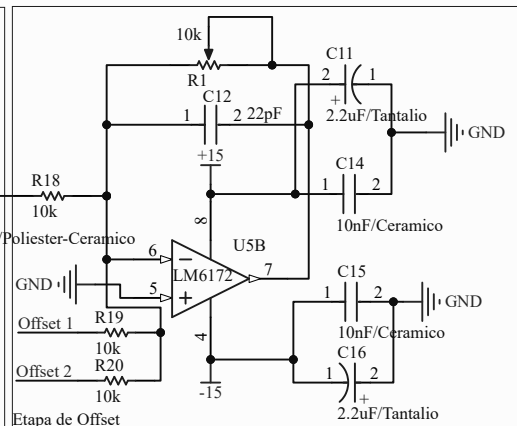 10k
R1
C11
2
1
+
2.2uF/Tantalio
C12
1
2
22pF
+15
GND
C14
1
2
10nF/Ceramico
R18
10k
/Poliester-Ceramico
8
U5B
6
LM6172
7
5
GND
4
C15
1
2
10nF/Ceramico
GND
Offset 1
R19
10k
Offset 2
R20
10k
-15
C16
1
2
+
2.2uF/Tantalio
Etapa de Offset